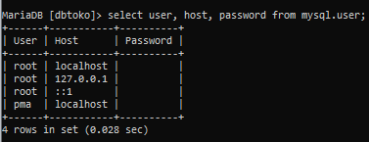 MariaDB [dbtoko]> select user, host, password from mysql.user;
+------+-----------+----------+
| User | Host      | Password |
+------+-----------+----------+
| root | localhost |          |
| root | 127.0.0.1 |          |
| root | ::1       |          |
| pma  | localhost |          |
+------+-----------+----------+
4 rows in set (0.028 sec)